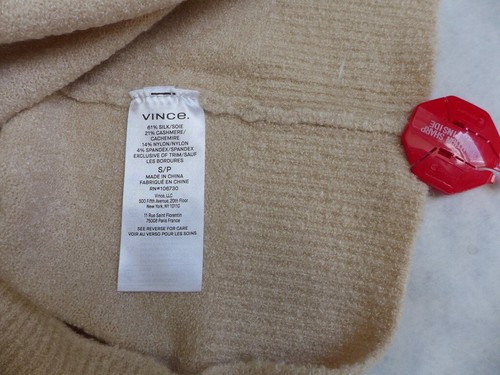 VINCE.
61% SILK/SOIE
21% CASHMERE/
CACHEMIRE
14% NYLON/NYLON
4% SPANDEX/SPANDEX
EXCLUSIVE OF TRIM/SAUF
LES BORDURES
S/P
MADE IN CHINA
FABRIQUÉ EN CHINE
RN#106730
Vince, LLC
500 Fifth Avenue, 20th Floor
New York, NY 10110
11 Rue Saint Florentin
75008 Paris France
SEE REVERSE FOR CARE
VOIR AU VERSO POUR LES SOINS
SHARP
INSIDE